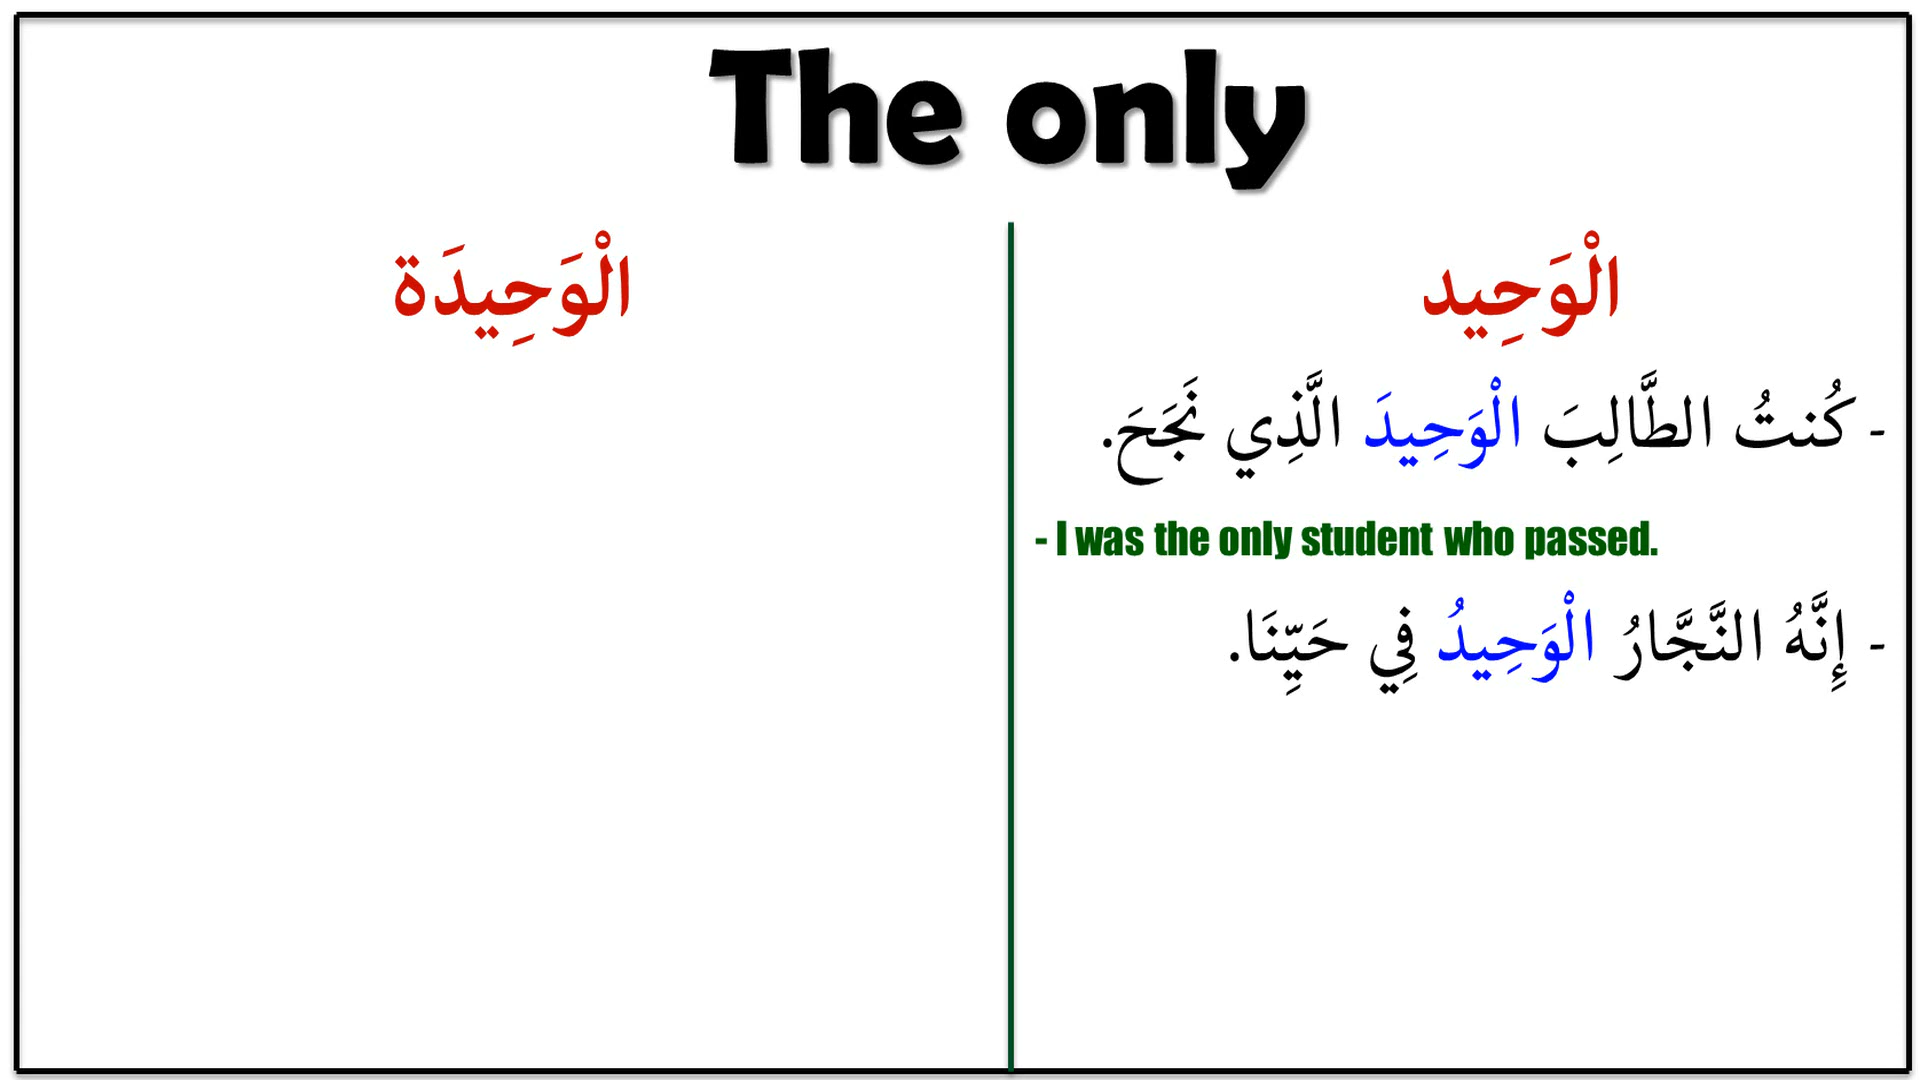 The only
الْوَحِيد
الْوَحِيدَة
- كُنتُ الطَّالِبَ الْوَحِيدَ الَّذِي نَجَحَ.
- I was the only student who passed.
- إِنَّهُ النَّجَّارُ الْوَحِيدُ فِي حَيِّنَا.